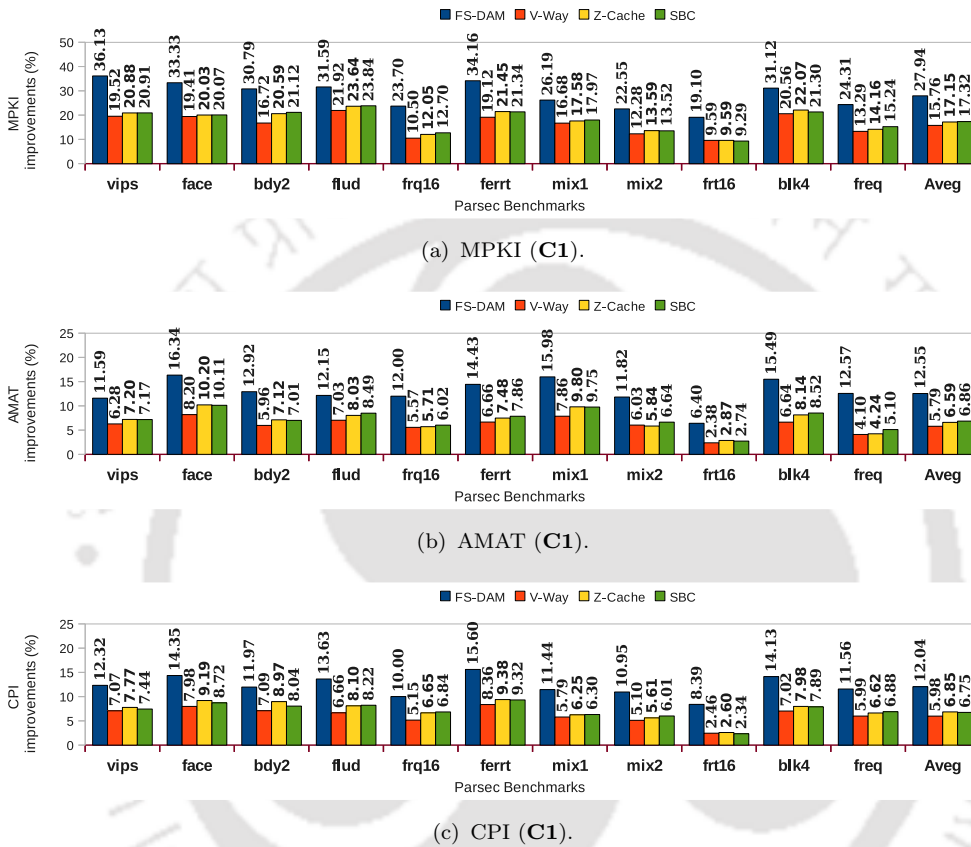 FS-DAM V-Way Z-Cache SBC
MPKI
improvements (%)
50
40
30
20
10
0
36.13 19.52 20.88 20.91 33.33 19.41 20.03 20.07 30.79 16.72 20.59 21.12 31.59 21.92 23.64 23.84 23.70 10.50 12.05 12.70 34.16 19.12 21.45 21.34 26.19 16.68 17.58 17.97 22.55 12.28 13.59 13.52 19.10 9.59 9.59 9.29 31.12 20.56 22.07 21.30 24.31 13.29 14.16 15.24 27.94 15.76 17.15 17.32
vips face bdy2 flud frq16 ferrt mix1 mix2 frt16 blk4 freq Aveg
Parsec Benchmarks
(a) MPKI (C1).
FS-DAM V-Way Z-Cache SBC
AMAT
improvements (%)
25
20
15
10
5
0
11.59 6.28 7.20 7.17 16.34 8.20 10.20 10.11 12.92 5.96 7.12 7.01 12.15 7.03 8.03 8.49 12.00 5.57 5.71 6.02 14.43 6.66 7.48 7.86 15.98 7.86 9.80 9.75 11.82 6.03 5.84 6.64 6.40 2.38 2.87 2.74 15.49 6.64 8.14 8.52 12.57 4.10 4.24 5.10 12.55 5.79 6.59 6.86
vips face bdy2 flud frq16 ferrt mix1 mix2 frt16 blk4 freq Aveg
Parsec Benchmarks
(b) AMAT (C1).
FS-DAM V-Way Z-Cache SBC
CPI
improvements (%)
25
20
15
10
5
0
12.32 7.07 7.77 7.44 14.35 7.98 9.19 8.72 11.97 7.09 8.97 8.04 13.63 6.66 8.10 8.22 10.00 5.15 6.65 6.84 15.60 8.36 9.38 9.32 11.44 5.79 6.25 6.30 10.95 5.10 5.61 6.01 8.39 2.46 2.60 2.34 14.13 7.02 7.98 7.89 11.56 5.99 6.62 6.88 12.04 5.98 6.85 6.75
vips face bdy2 flud frq16 ferrt mix1 mix2 frt16 blk4 freq Aveg
Parsec Benchmarks
(c) CPI (C1).